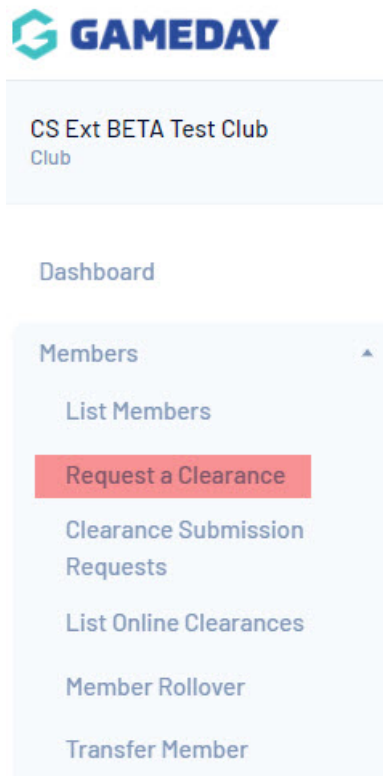 GAMEDAY
CS Ext BETA Test Club
Club
Dashboard
Members
List Members
Request a Clearance
Clearance Submission
Requests
List Online Clearances
Member Rollover
Transfer Member